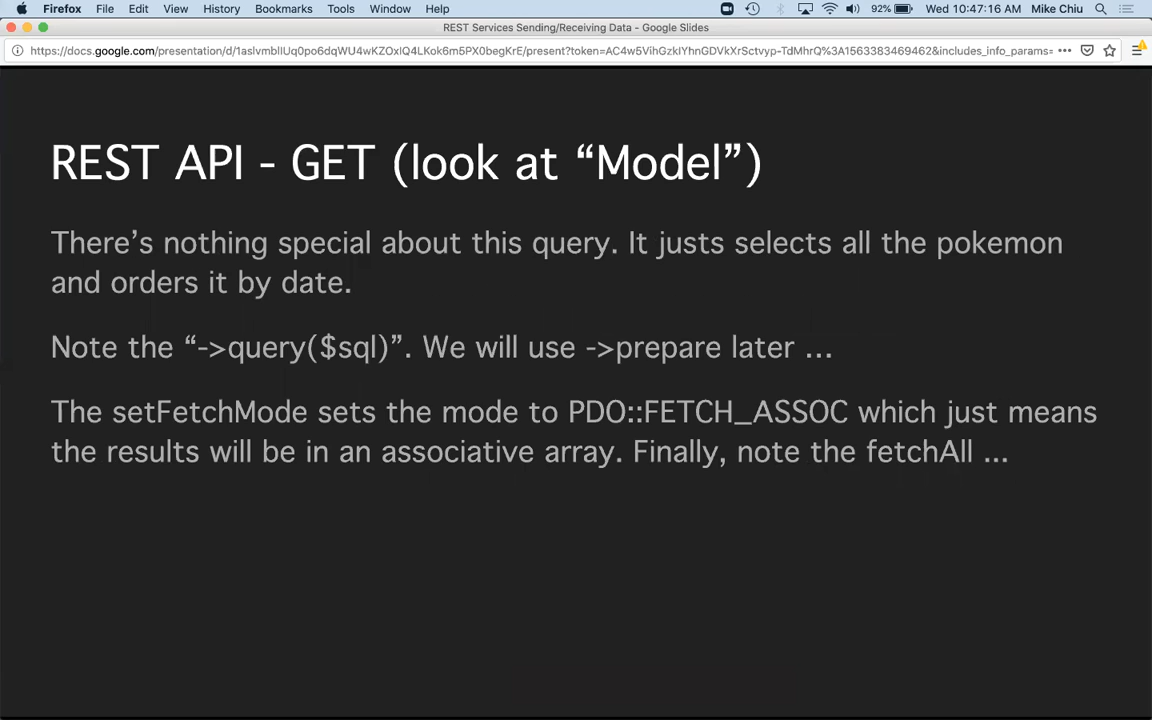 Firefox File Edit View History Bookmarks Tools Window Help 92% Wed 10:47:16 AM Mike Chiu
REST Services Sending/Receiving Data - Google Slides
REST API - GET (look at “Model”)
There’s nothing special about this query. It justs selects all the pokemon
and orders it by date.
Note the “->query($sql)”. We will use ->prepare later ...
The setFetchMode sets the mode to PDO::FETCH_ASSOC which just means
the results will be in an associative array. Finally, note the fetchAll ...